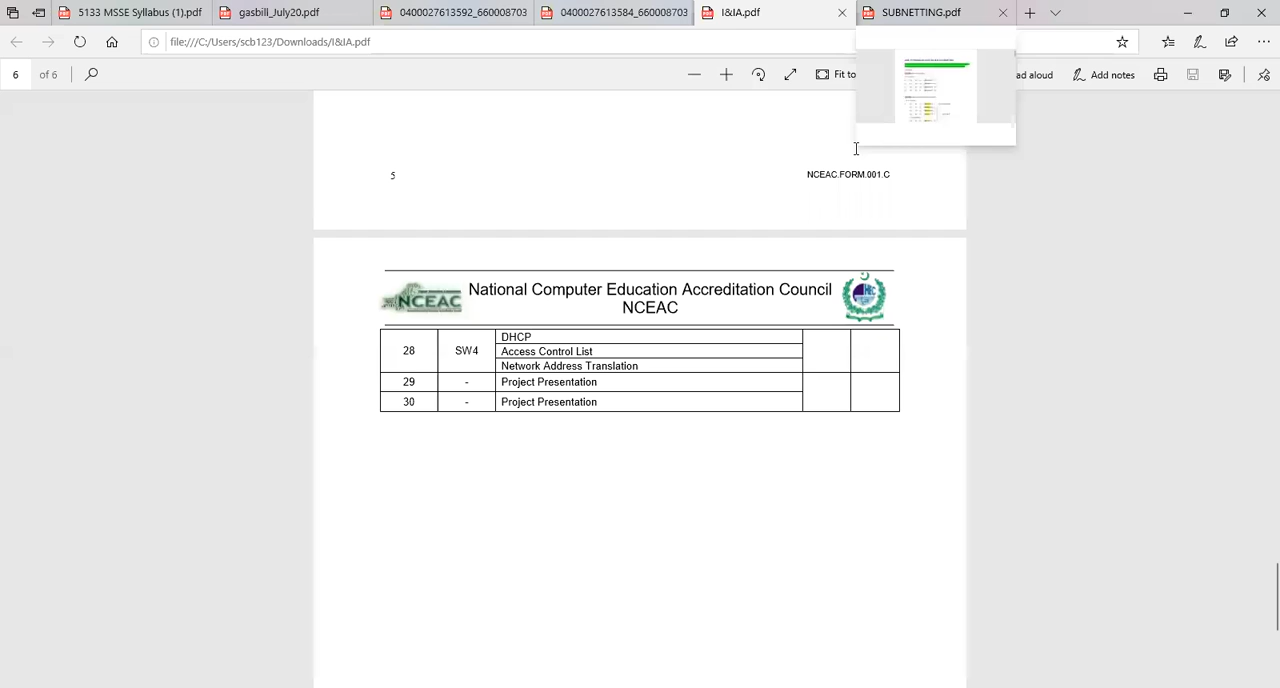 5133 MSSE Syllabus (1).pdf
gasbill_July20.pdf
0400027613592_660008703
0400027613584_660008703
I&IA.pdf
SUBNETTING.pdf
file:///C:/Users/scb123/Downloads/I&IA.pdf
6 of 6
Fit to
ad aloud
Add notes
5
NCEAC.FORM.001.C
NCEAC
National Computer Education Accreditation Council
NCEAC
HEC
28 SW4 DHCP
Access Control List
Network Address Translation
29 - Project Presentation
30 - Project Presentation